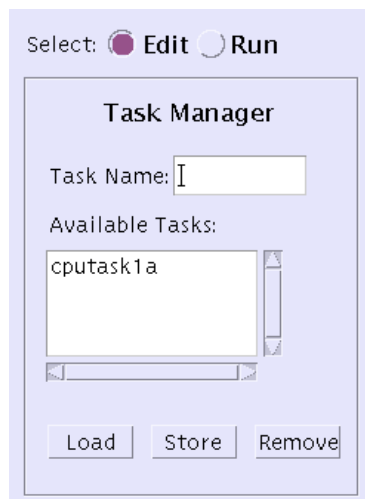 Select: Edit Run
Task Manager
Task Name:
Available Tasks:
cputask1a
Load Store Remove